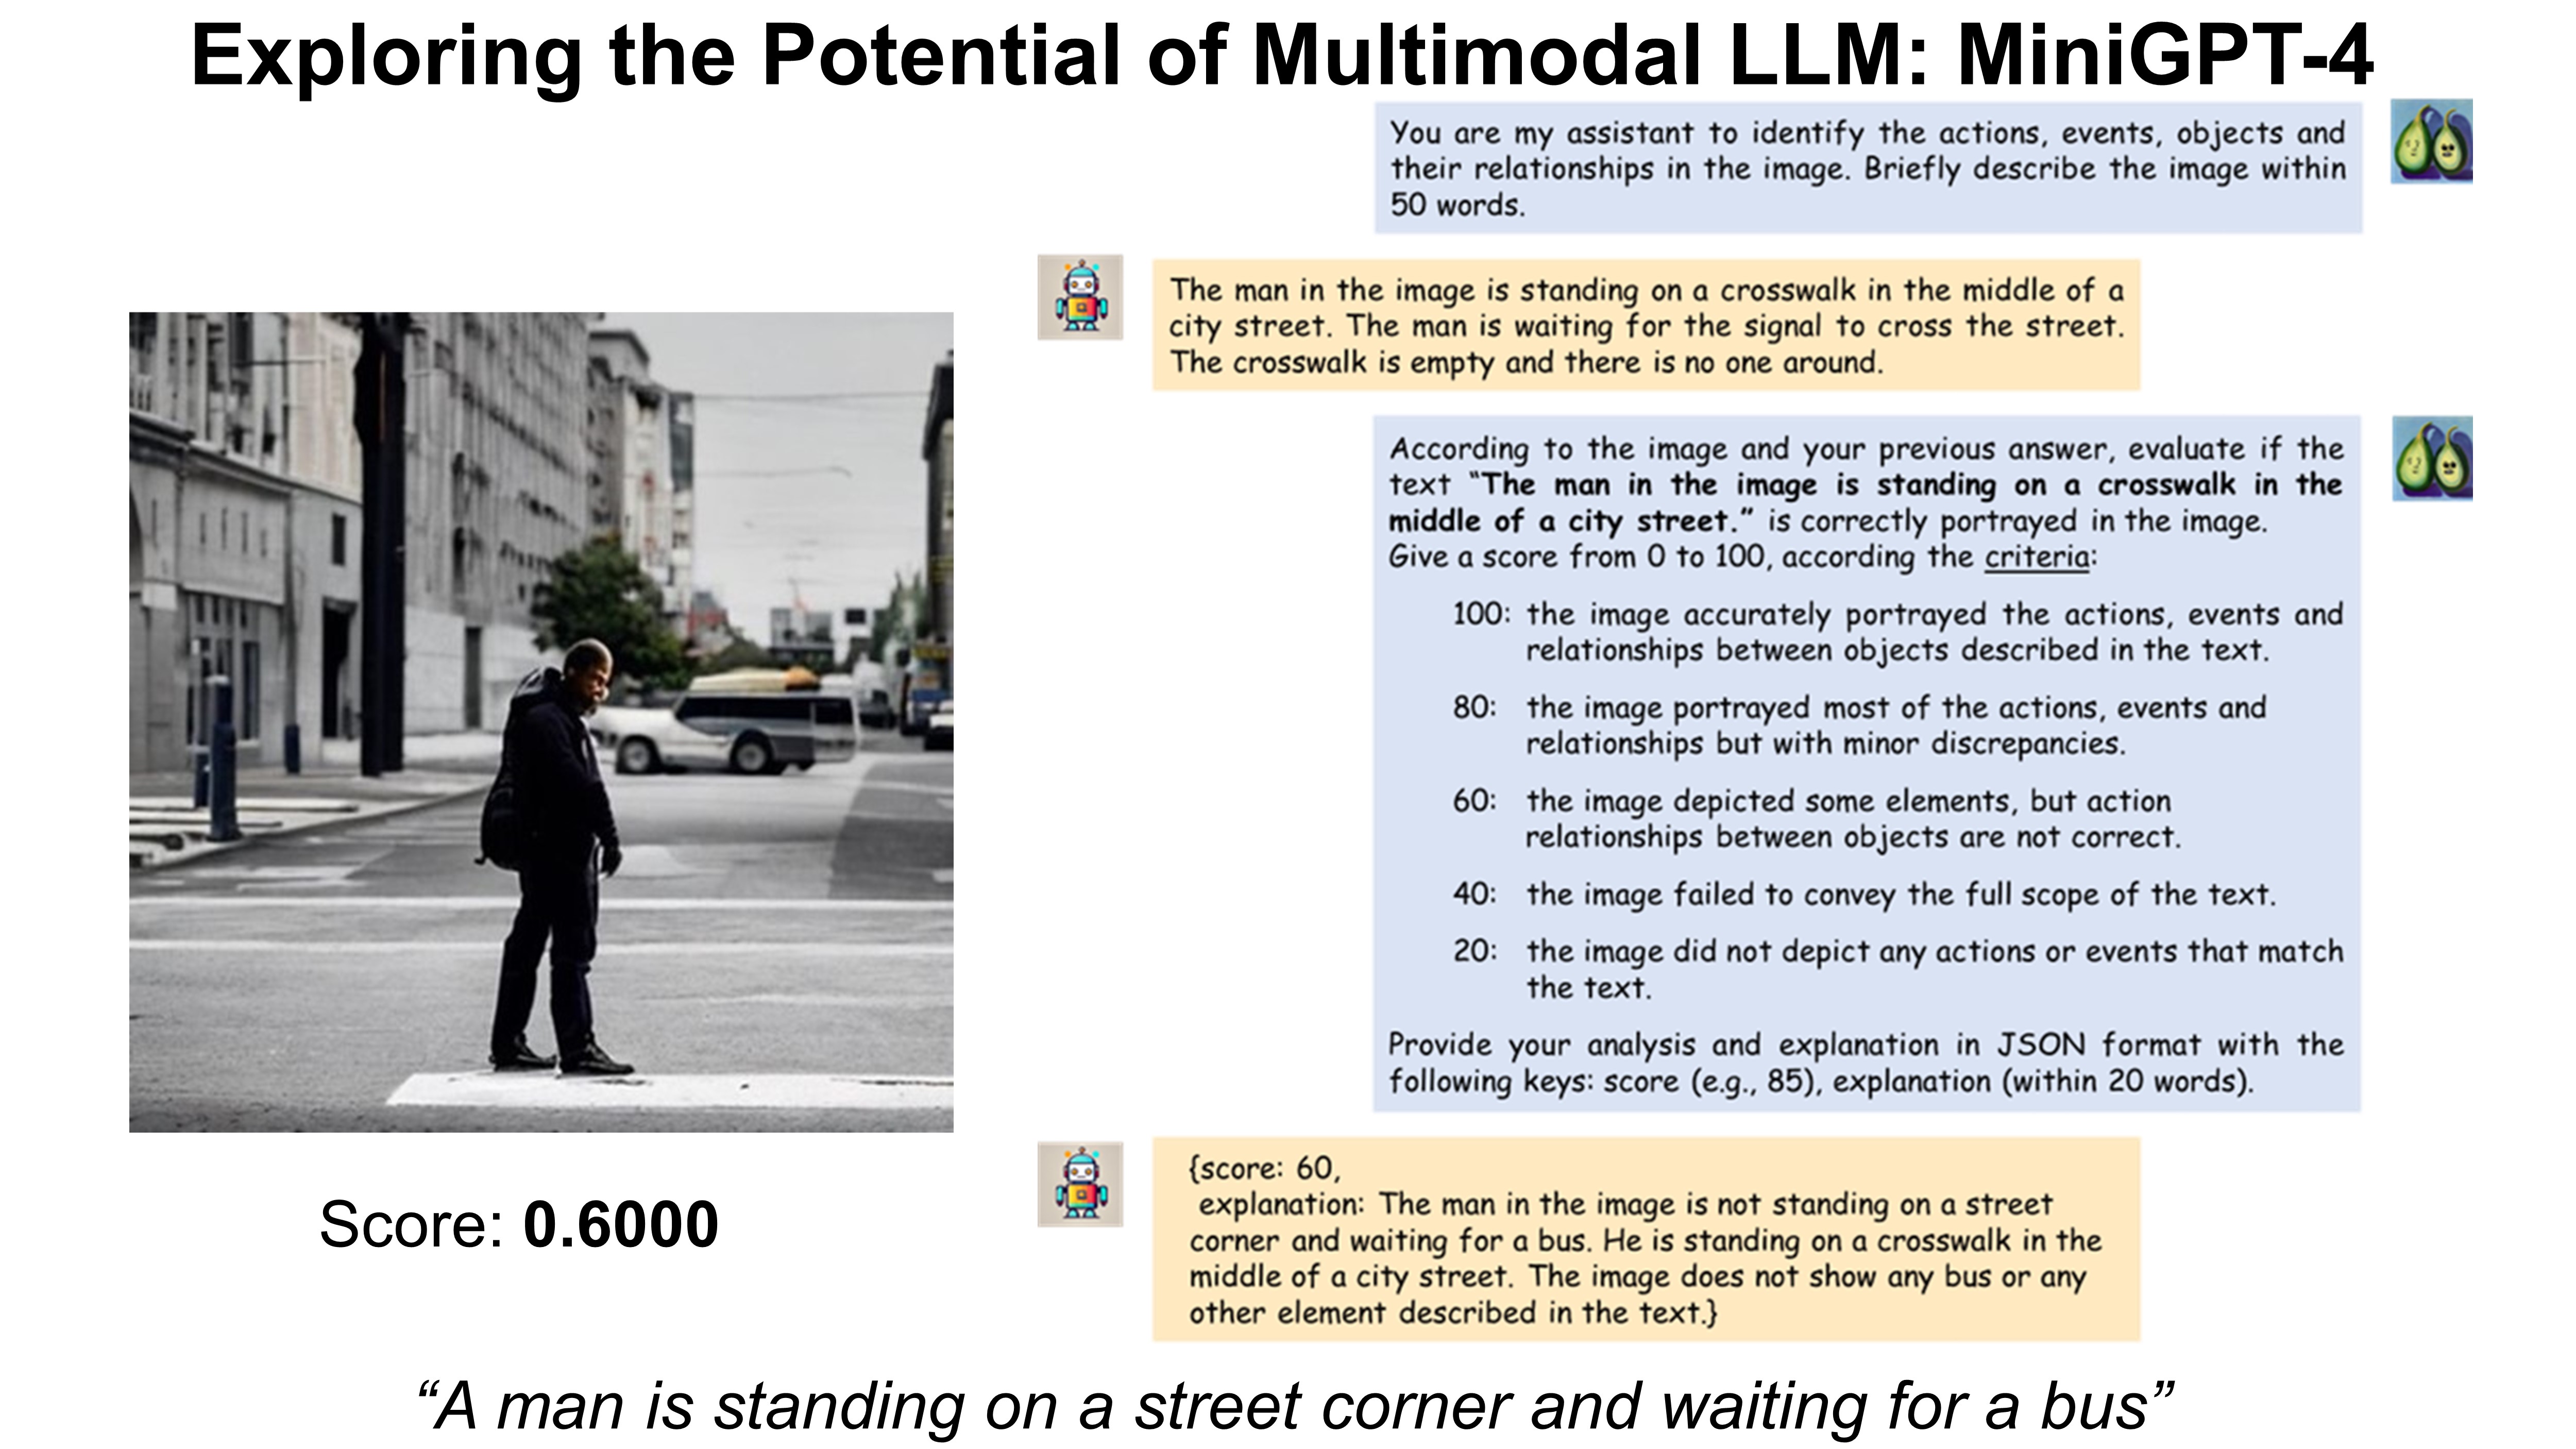 Exploring the Potential of Multimodal LLM: MiniGPT-4
You are my assistant to identify the actions, events, objects and
their relationships in the image. Briefly describe the image within
50 words.
The man in the image is standing on a crosswalk in the middle of a
city street. The man is waiting for the signal to cross the street.
The crosswalk is empty and there is no one around.
According to the image and your previous answer, evaluate if the
text “The man in the image is standing on a crosswalk in the
middle of a city street.” is correctly portrayed in the image.
Give a score from 0 to 100, according the criteria:
100: the image accurately portrayed the actions, events and
relationships between objects described in the text.
80: the image portrayed most of the actions, events and
relationships but with minor discrepancies.
60: the image depicted some elements, but action
relationships between objects are not correct.
40: the image failed to convey the full scope of the text.
20: the image did not depict any actions or events that match
the text.
Provide your analysis and explanation in JSON format with the
following keys: score (e.g., 85), explanation (within 20 words).
{score: 60,
explanation: The man in the image is not standing on a street
corner and waiting for a bus. He is standing on a crosswalk in the
middle of a city street. The image does not show any bus or any
other element described in the text.}
Score: 0.6000
“A man is standing on a street corner and waiting for a bus”